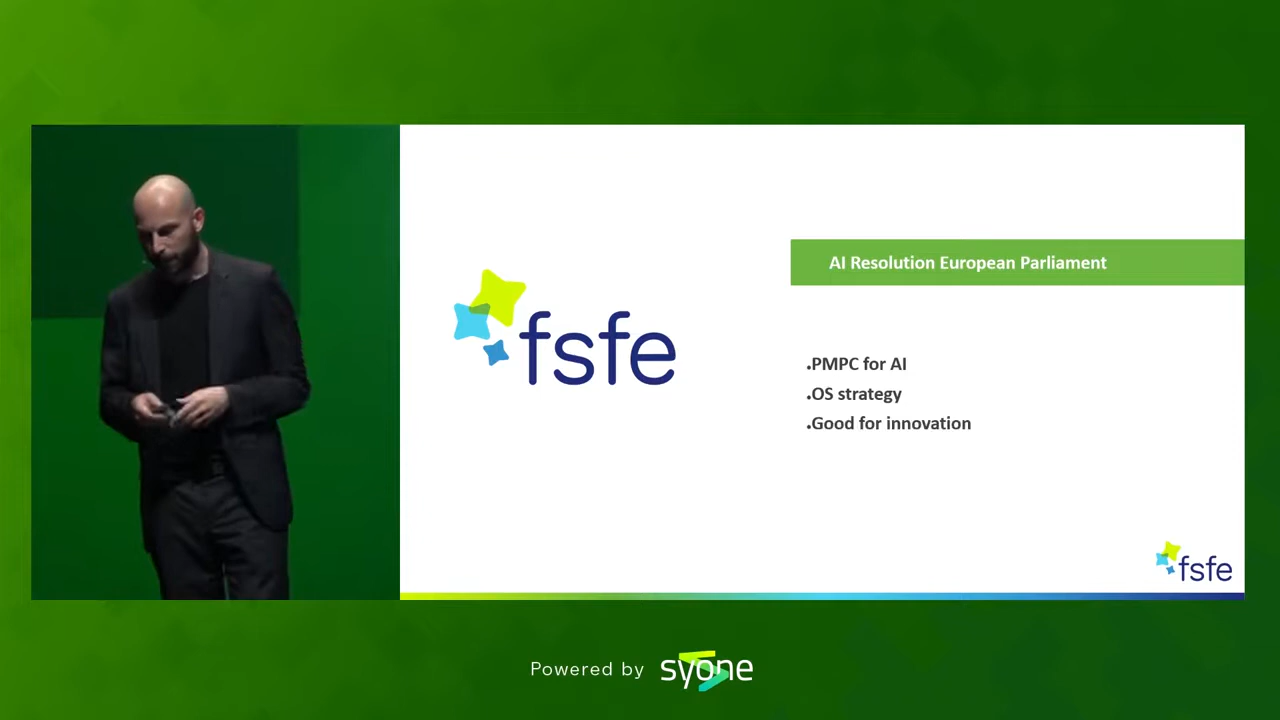 AI Resolution European Parliament
fsfe
.PMPC for AI
.OS strategy
.Good for innovation
fsfe
Powered by syone